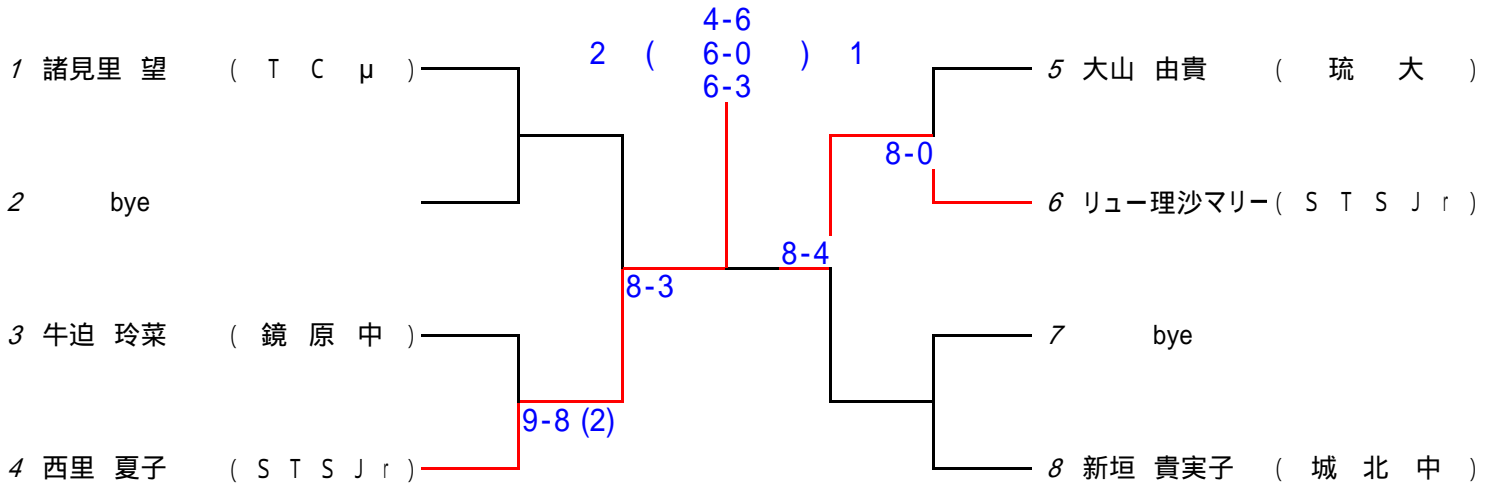 4-6
2 ( 6-0 ) 1
6-3
1 諸見里 望 ( T C μ )
5 大山 由貴 ( 琉 大 )
8-0
2 bye
6 リュー理沙マリー ( S T S J r )
8-4
8-3
3 牛迫 玲菜 ( 鏡 原 中 )
7 bye
9-8 (2)
4 西里 夏子 ( S T S J r )
8 新垣 貴実子 ( 城 北 中 )